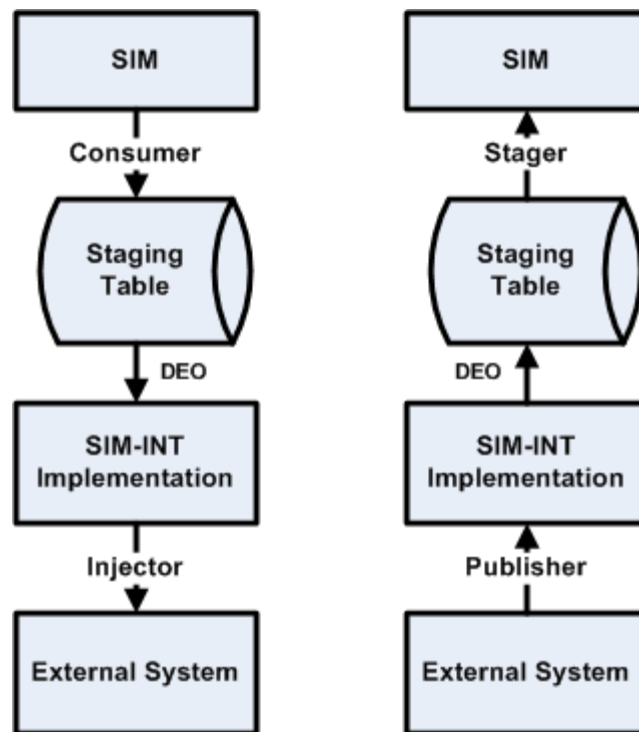 SIM
Consumer
Staging
Table
DEO
SIM-INT
Implementation
Injector
External System
SIM
Stager
Staging
Table
DEO
SIM-INT
Implementation
Publisher
External System